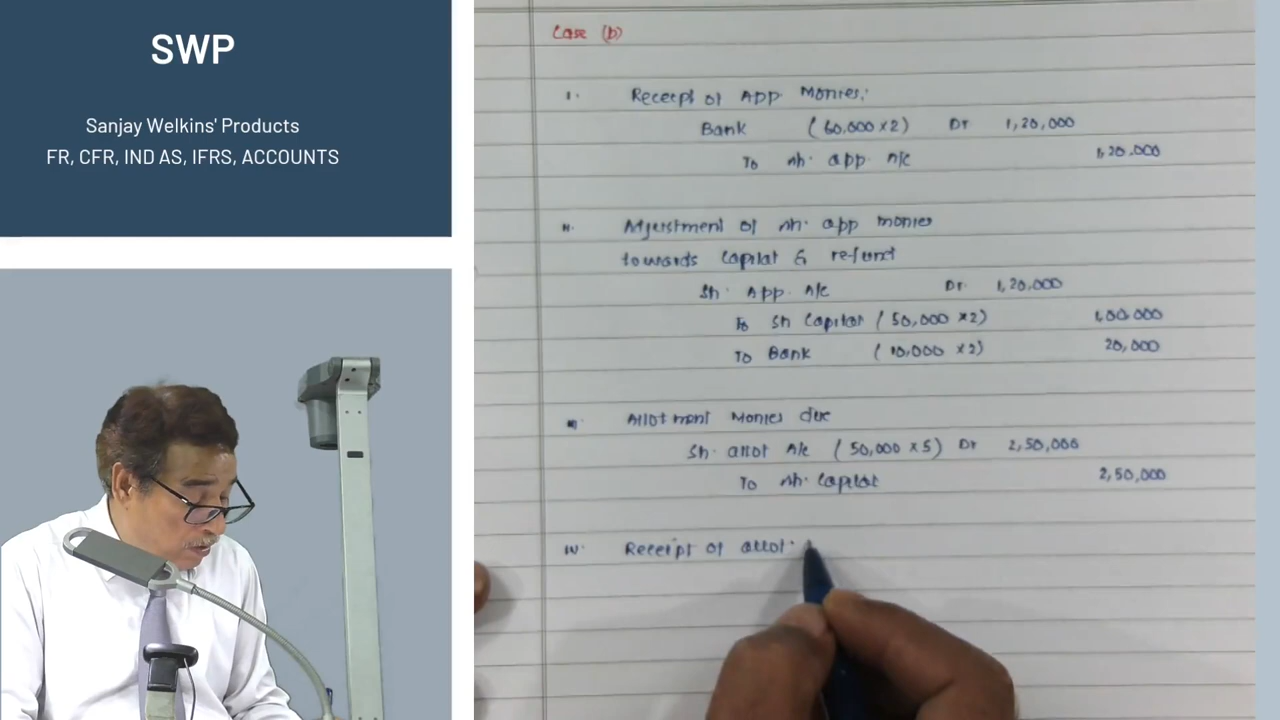 SWP
Sanjay Welkins' Products
FR, CFR, IND AS, IFRS, ACCOUNTS
Case (b)
I. Receipt of App Monies:
Bank (60,000 x 2) Dr 1,20,000
To sh. app. A/c 1,20,000
II. Adjustment of sh. app monies
towards Capital & refund
Sh. App. A/c Dr. 1,20,000
To Sh Capital (50,000 x 2) 1,00,000
To Bank (10,000 x 2) 20,000
III. Allotment Monies due
Sh. allot A/c (50,000 x 5) Dr 2,50,000
To sh. Capital 2,50,000
IV. Receipt of allot.